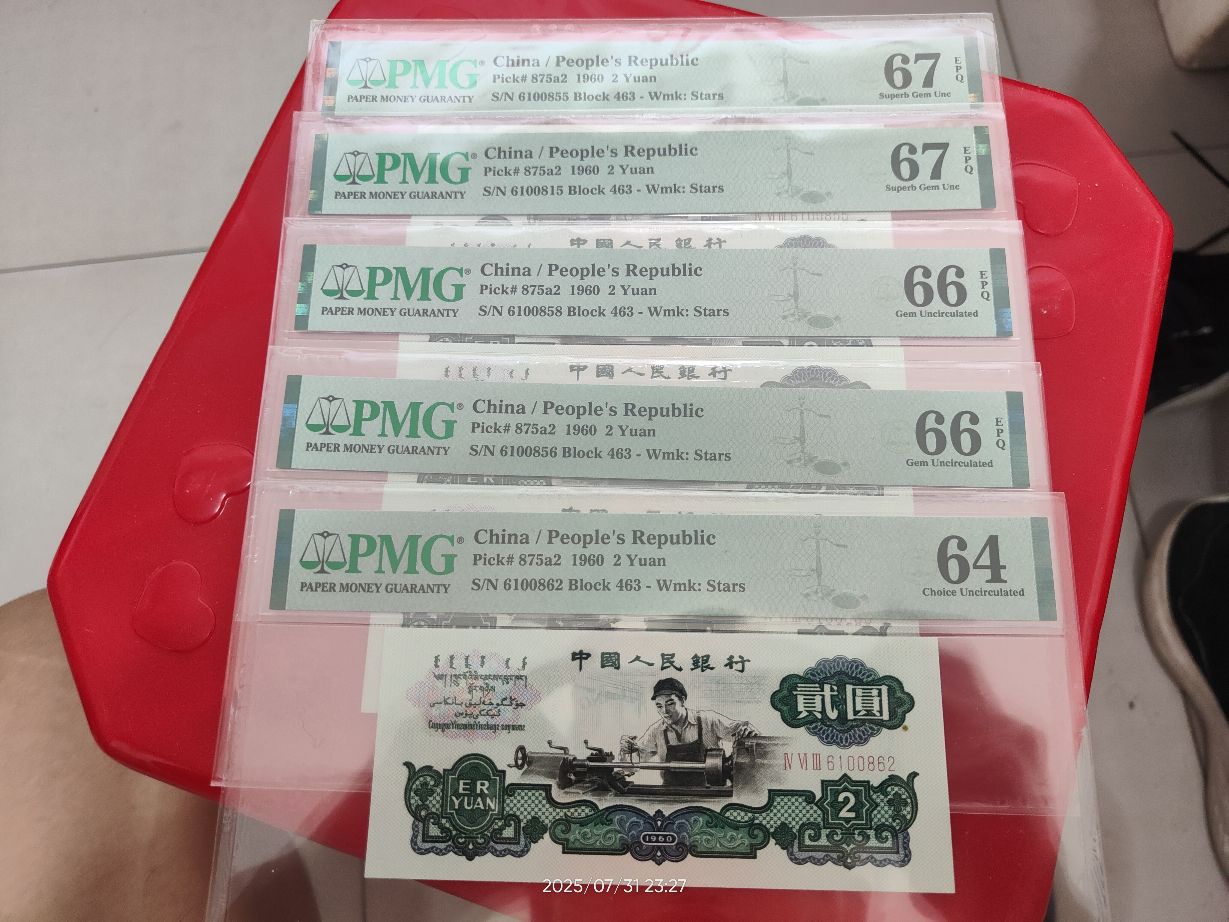 PMG®
PAPER MONEY GUARANTY
China / People's Republic
Pick# 875a2 1960 2 Yuan
S/N 6100855 Block 463 - Wmk: Stars
67
EPQ
Superb Gem Unc
PMG®
PAPER MONEY GUARANTY
China / People's Republic
Pick# 875a2 1960 2 Yuan
S/N 6100815 Block 463 - Wmk: Stars
67
EPQ
Superb Gem Unc
中國人民銀行
PMG®
PAPER MONEY GUARANTY
China / People's Republic
Pick# 875a2 1960 2 Yuan
S/N 6100858 Block 463 - Wmk: Stars
66
EPQ
Gem Uncirculated
中國人民銀行
PMG®
PAPER MONEY GUARANTY
China / People's Republic
Pick# 875a2 1960 2 Yuan
S/N 6100856 Block 463 - Wmk: Stars
66
EPQ
Gem Uncirculated
PMG®
PAPER MONEY GUARANTY
China / People's Republic
Pick# 875a2 1960 2 Yuan
S/N 6100862 Block 463 - Wmk: Stars
64
Choice Uncirculated
中國人民銀行
貳圓
ⅣⅥⅢ 6100862
ER
YUAN
2
1960
2025/07/31 23:27